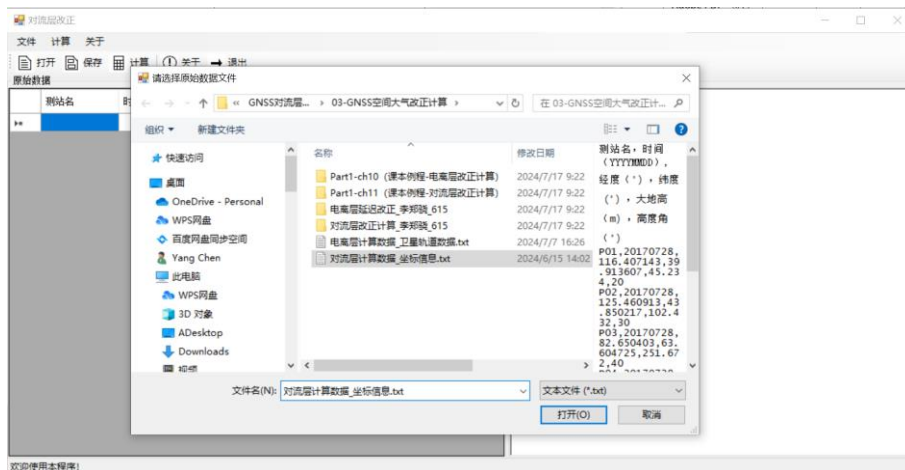 对流层改正
文件 计算 关于
打开 保存 计算 关于 退出
原始数据
测站名
请选择原始数据文件
« GNSS对流层... › 03-GNSS空间大气改正计算 ›
在 03-GNSS空间大气改正计...
组织 新建文件夹
快速访问
桌面
OneDrive - Personal
WPS网盘
百度网盘同步空间
Yang Chen
此电脑
WPS网盘
3D 对象
ADesktop
Downloads
视频
名称 修改日期
Part1-ch10（课本例程-电离层改正计算） 2024/7/17 9:22
Part1-ch11（课本例程-对流层改正计算） 2024/7/17 9:22
电离层延迟改正_李郑骁_615 2024/7/17 9:22
对流层改正计算_李郑骁_615 2024/7/17 9:22
电离层计算数据_卫星轨道数据.txt 2024/7/7 16:26
对流层计算数据_坐标信息.txt 2024/6/15 14:02
测站名，时间
（YYYYMMDD），
经度（°），纬度
（°），大地高
（m），高度角
（°）
P01,20170728,
116.407143,39
.913607,45.23
4,20
P02,20170728,
125.460913,43
.850217,102.4
32,30
P03,20170728,
82.650403,63.
604725,251.67
2,40
文件名(N): 对流层计算数据_坐标信息.txt
文本文件 (*.txt)
打开(O) 取消
欢迎使用本程序!